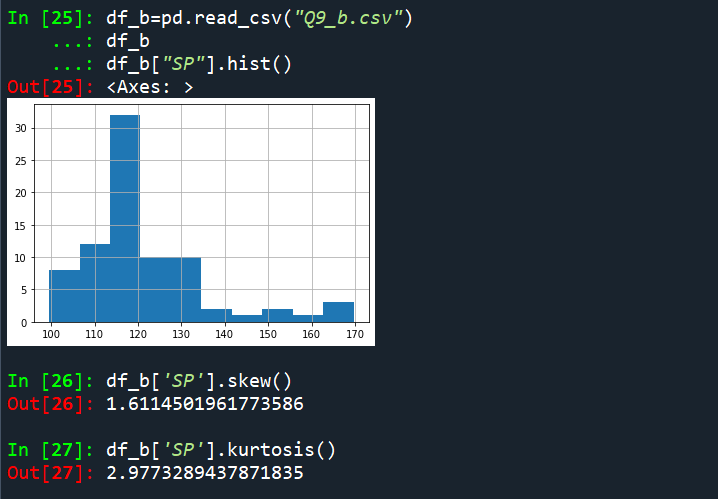 In [25]: df_b=pd.read_csv("Q9_b.csv")
...: df_b
...: df_b["SP"].hist()
Out[25]: <Axes: >
30
25
20
15
10
5
0
100 110 120 130 140 150 160 170
In [26]: df_b['SP'].skew()
Out[26]: 1.6114501961773586
In [27]: df_b['SP'].kurtosis()
Out[27]: 2.9773289437871835